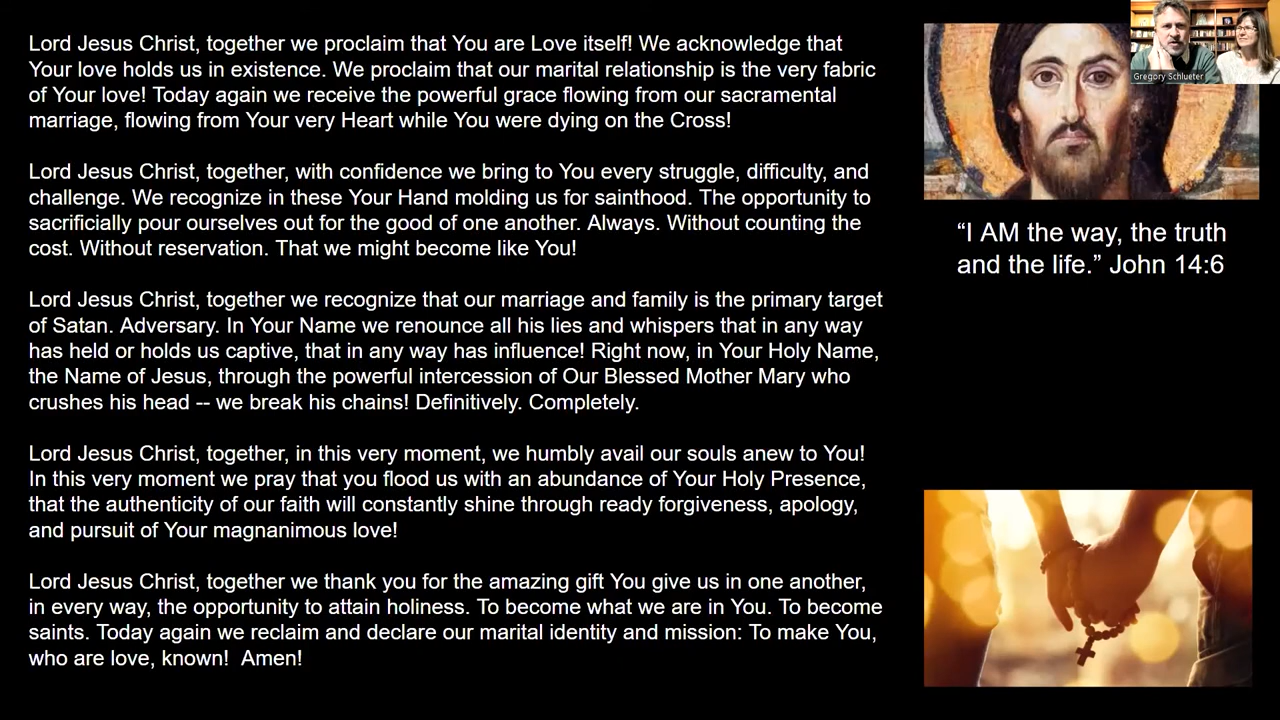 Lord Jesus Christ, together we proclaim that You are Love itself! We acknowledge that
Your love holds us in existence. We proclaim that our marital relationship is the very fabric
of Your love! Today again we receive the powerful grace flowing from our sacramental
marriage, flowing from Your very Heart while You were dying on the Cross!
Lord Jesus Christ, together, with confidence we bring to You every struggle, difficulty, and
challenge. We recognize in these Your Hand molding us for sainthood. The opportunity to
sacrificially pour ourselves out for the good of one another. Always. Without counting the
cost. Without reservation. That we might become like You!
Lord Jesus Christ, together we recognize that our marriage and family is the primary target
of Satan. Adversary. In Your Name we renounce all his lies and whispers that in any way
has held or holds us captive, that in any way has influence! Right now, in Your Holy Name,
the Name of Jesus, through the powerful intercession of Our Blessed Mother Mary who
crushes his head -- we break his chains! Definitively. Completely.
Lord Jesus Christ, together, in this very moment, we humbly avail our souls anew to You!
In this very moment we pray that you flood us with an abundance of Your Holy Presence,
that the authenticity of our faith will constantly shine through ready forgiveness, apology,
and pursuit of Your magnanimous love!
Lord Jesus Christ, together we thank you for the amazing gift You give us in one another,
in every way, the opportunity to attain holiness. To become what we are in You. To become
saints. Today again we reclaim and declare our marital identity and mission: To make You,
who are love, known!  Amen!
Gregory Schlueter
“I AM the way, the truth
and the life.” John 14:6